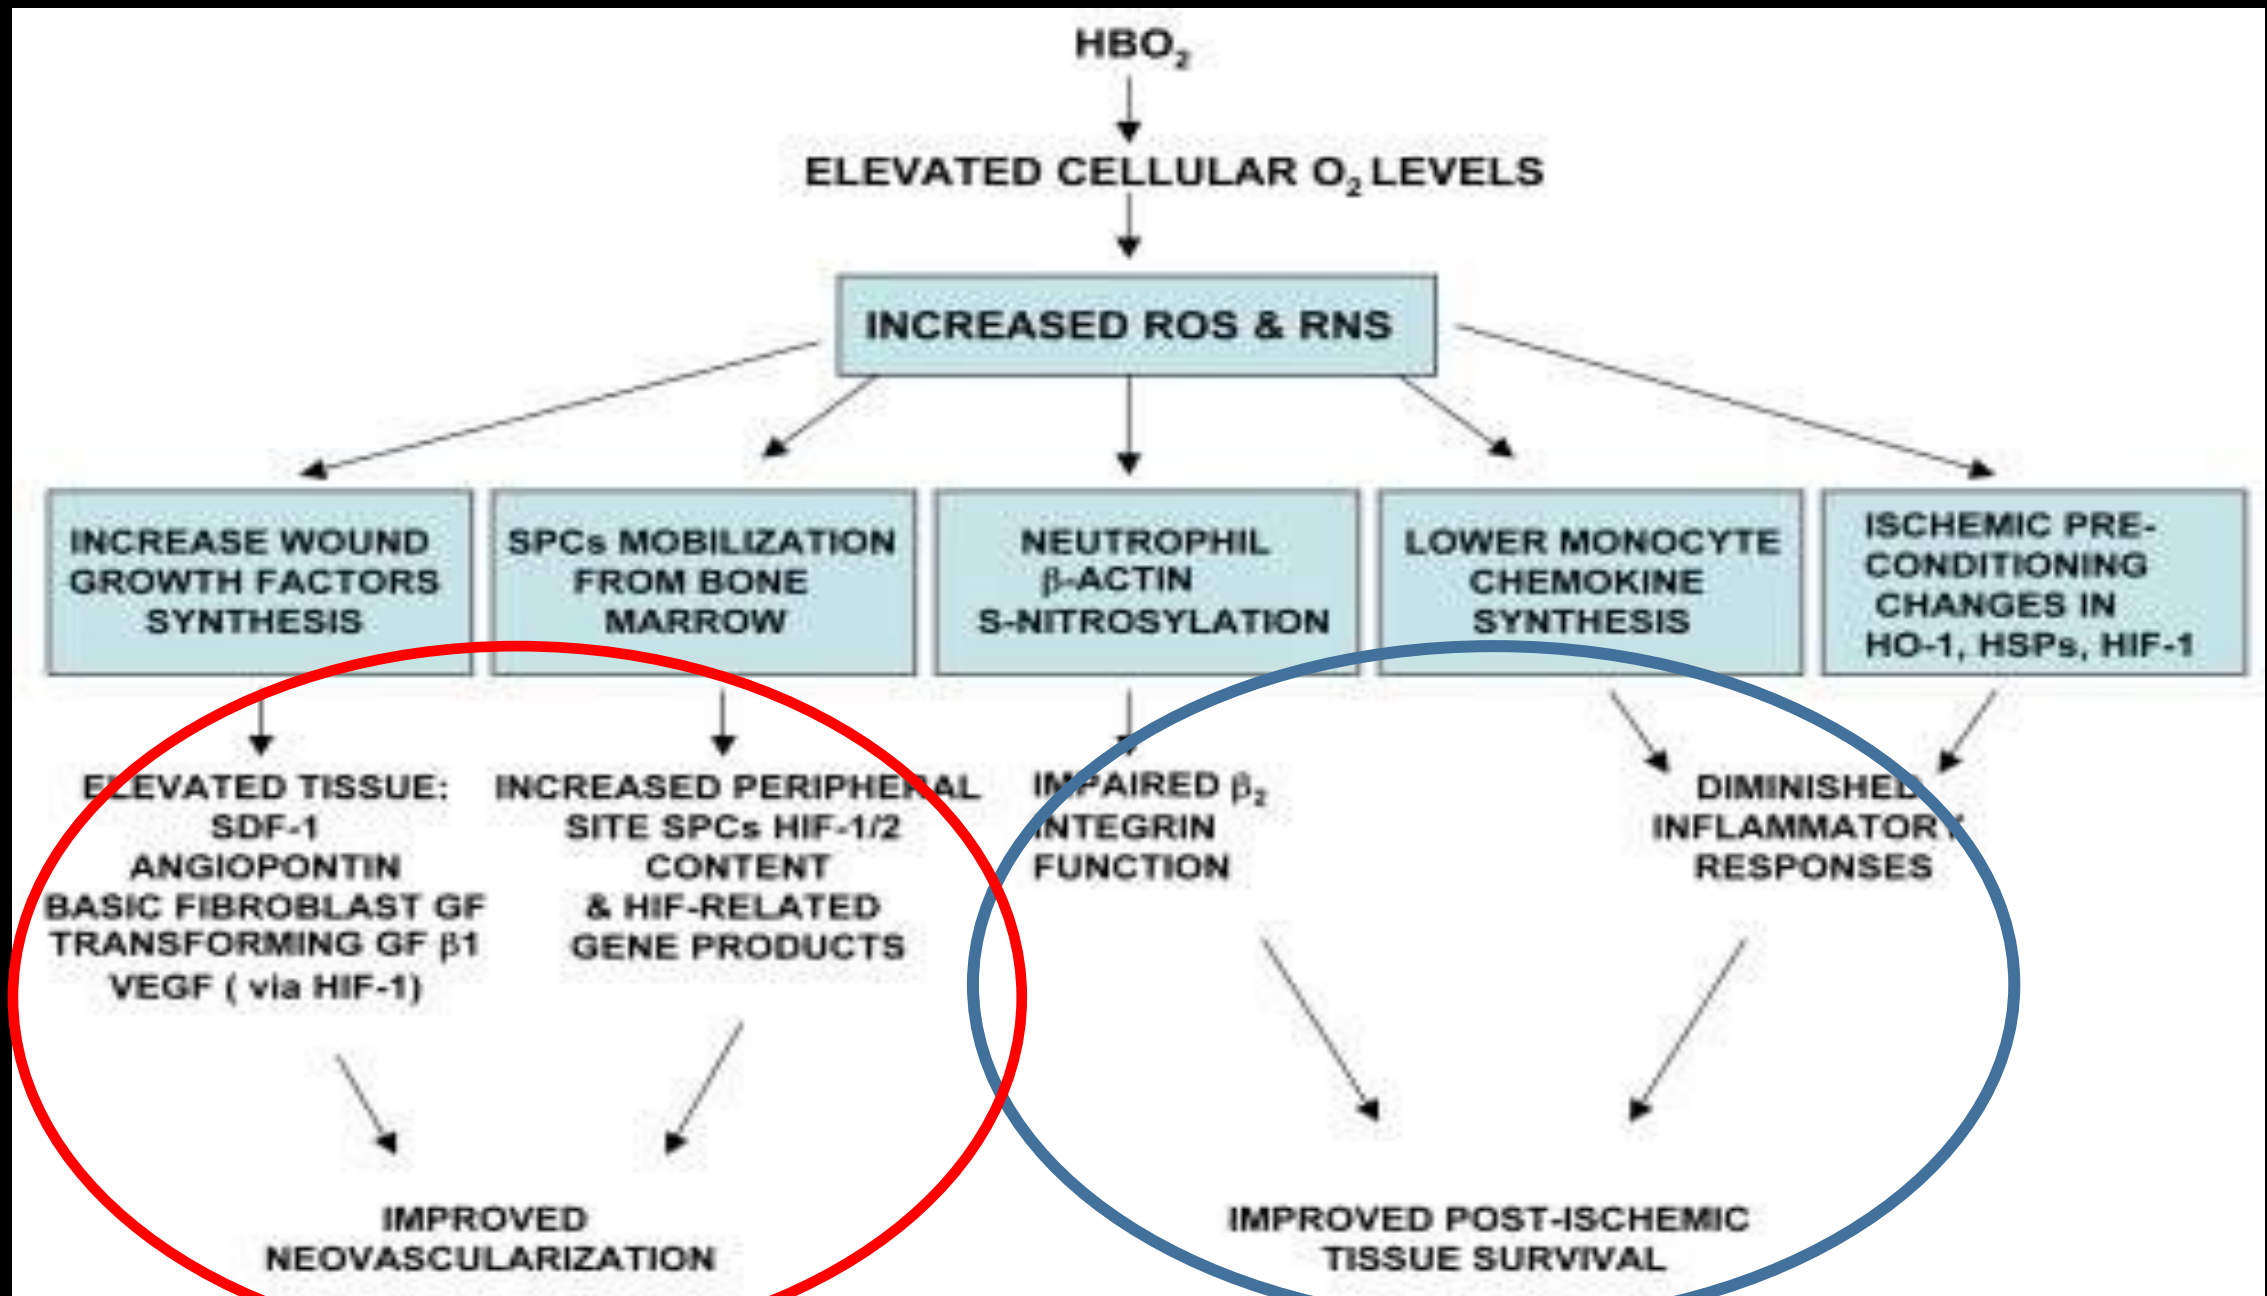 HBO₂
ELEVATED CELLULAR O₂ LEVELS
INCREASED ROS & RNS
INCREASE WOUND
GROWTH FACTORS
SYNTHESIS
SPCs MOBILIZATION
FROM BONE
MARROW
NEUTROPHIL
β-ACTIN
S-NITROSYLATION
LOWER MONOCYTE
CHEMOKINE
SYNTHESIS
ISCHEMIC PRE-
CONDITIONING
CHANGES IN
HO-1, HSPs, HIF-1
ELEVATED TISSUE:
SDF-1
ANGIOPONTIN
BASIC FIBROBLAST GF
TRANSFORMING GF β1
VEGF ( via HIF-1)
INCREASED PERIPHERAL
SITE SPCs HIF-1/2
CONTENT
& HIF-RELATED
GENE PRODUCTS
IMPAIRED β₂
INTEGRIN
FUNCTION
DIMINISHED
INFLAMMATORY
RESPONSES
IMPROVED
NEOVASCULARIZATION
IMPROVED POST-ISCHEMIC
TISSUE SURVIVAL